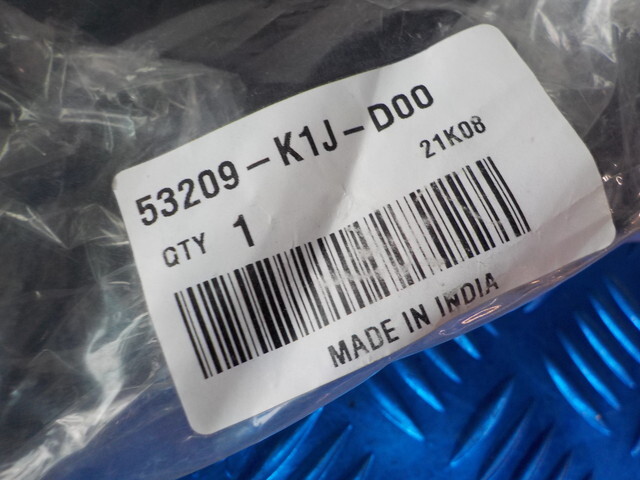 53209-K1J-D00
21K08
QTY 1
MADE IN INDIA